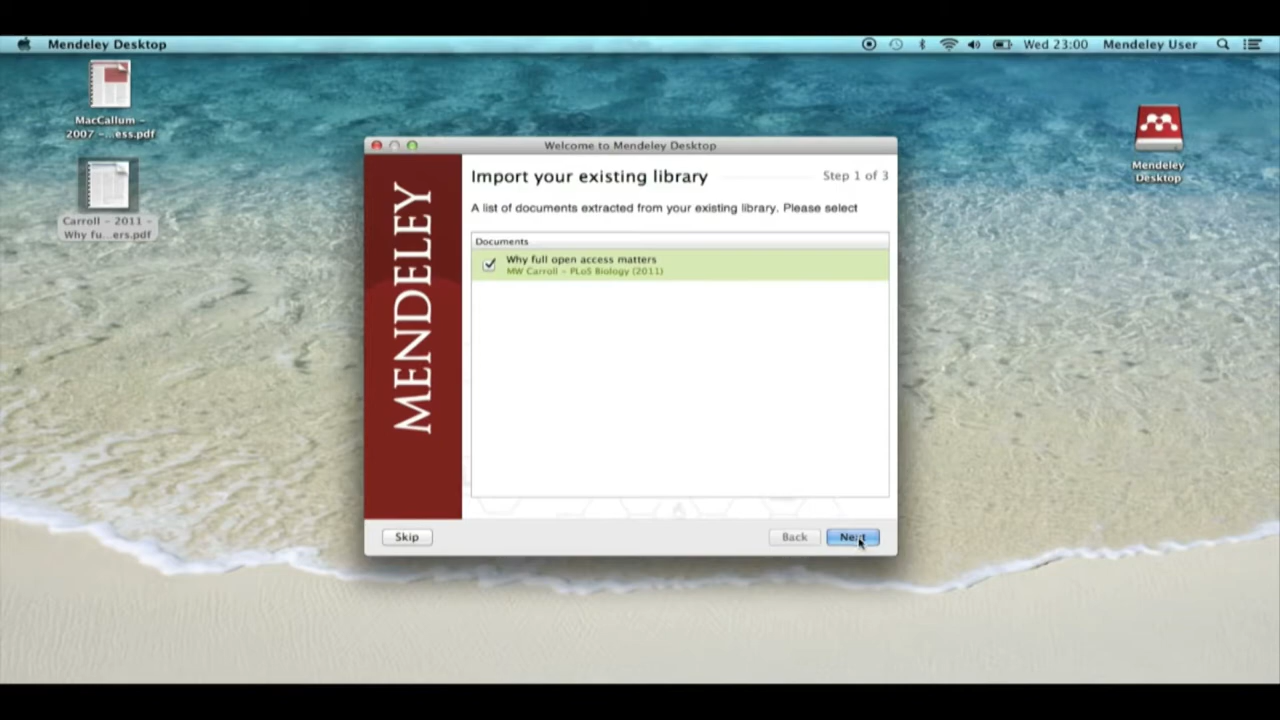 Mendeley Desktop
Wed 23:00 Mendeley User
MacCallum –
2007 –...ess.pdf
Carroll – 2011 –
Why fu...ers.pdf
Mendeley
Desktop
Welcome to Mendeley Desktop
MENDELEY
Import your existing library
Step 1 of 3
A list of documents extracted from your existing library. Please select
Documents
Why full open access matters
MW Carroll – PLoS Biology (2011)
Skip
Back
Next